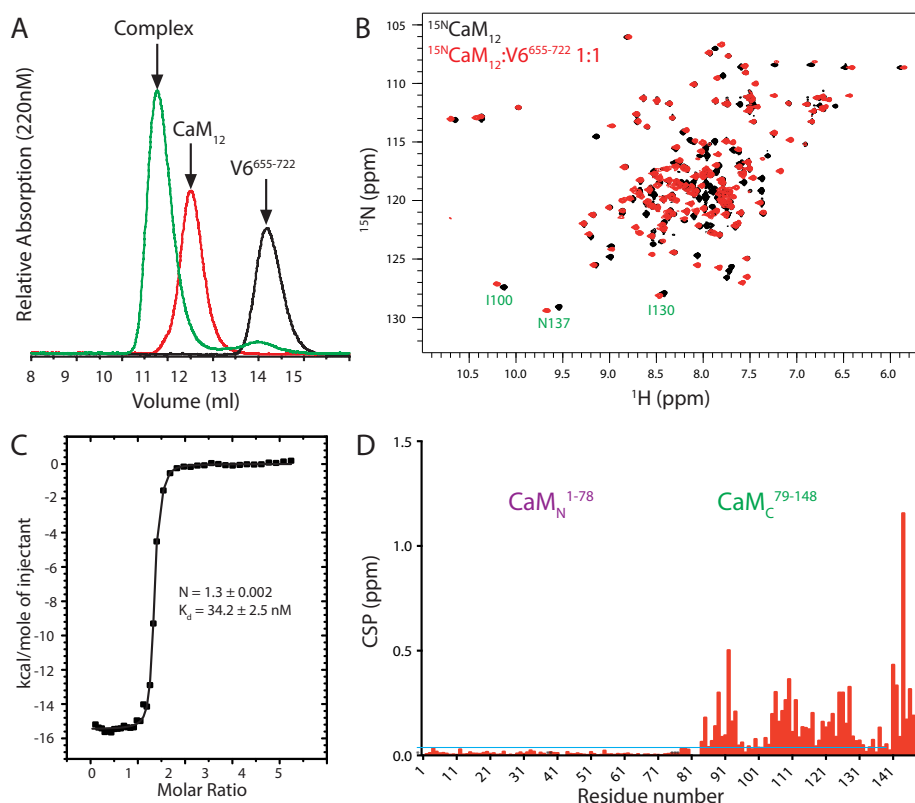 A
Complex
CaM12
V6655-722
Relative Absorption (220nM)
8 9 10 11 12 13 14 15
Volume (ml)
B
15NCaM12
15NCaM12:V6655-722 1:1
105
110
115
120
125
130
15N (ppm)
I100
N137
I130
10.5 10.0 9.5 9.0 8.5 8.0 7.5 7.0 6.5 6.0
1H (ppm)
C
0
-2
-4
-6
-8
-10
-12
-14
-16
kcal/mole of injectant
N = 1.3 ± 0.002
Kd = 34.2 ± 2.5 nM
0 1 2 3 4 5
Molar Ratio
D
1.5
1.0
0.5
0.0
CSP (ppm)
CaMN1-78
CaMC79-148
1 11 21 31 41 51 61 71 81 91 101 111 121 131 141
Residue number